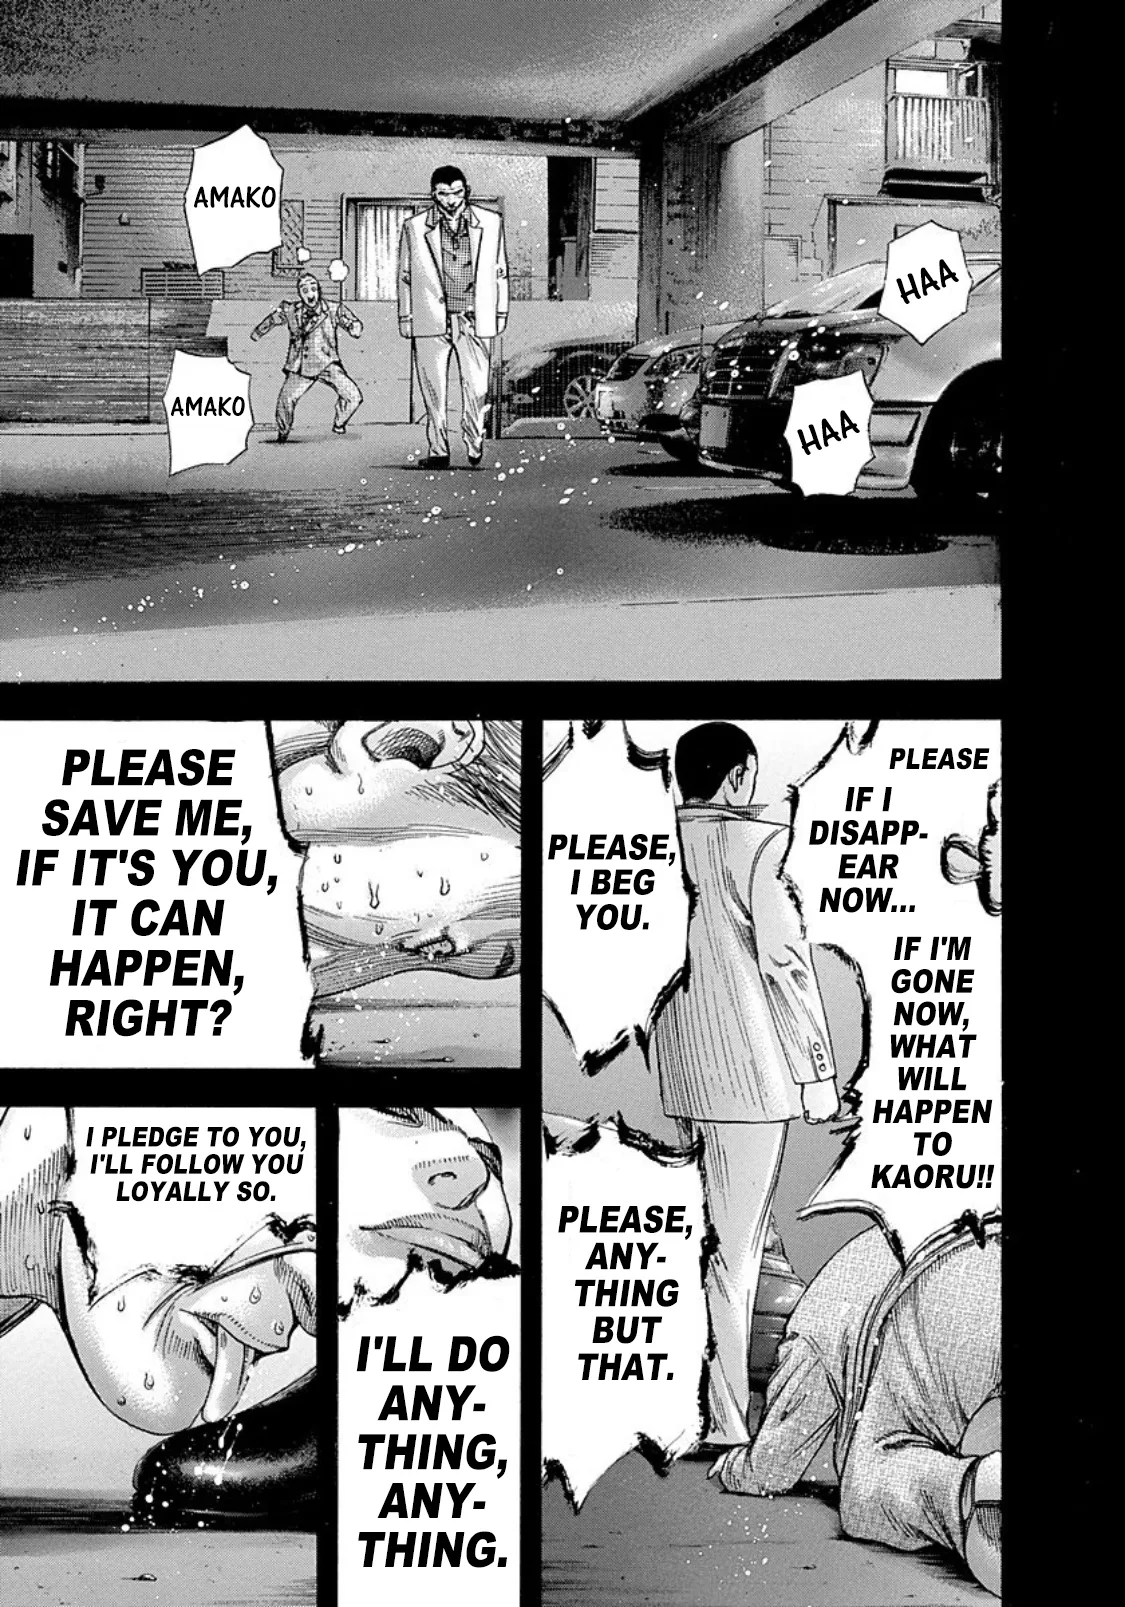 HAA
HAA
AMAKO
AMAKO
PLEASE
IF I
DISAPP-
EAR
NOW...
IF I'M
GONE
NOW,
WHAT
WILL
HAPPEN
TO
KAORU!!
PLEASE,
I BEG
YOU.
PLEASE,
ANY-
THING
BUT
THAT.
PLEASE
SAVE ME,
IF IT'S YOU,
IT CAN
HAPPEN,
RIGHT?
I'LL DO
ANY-
THING,
ANY-
THING.
I PLEDGE TO YOU,
I'LL FOLLOW YOU
LOYALLY SO.